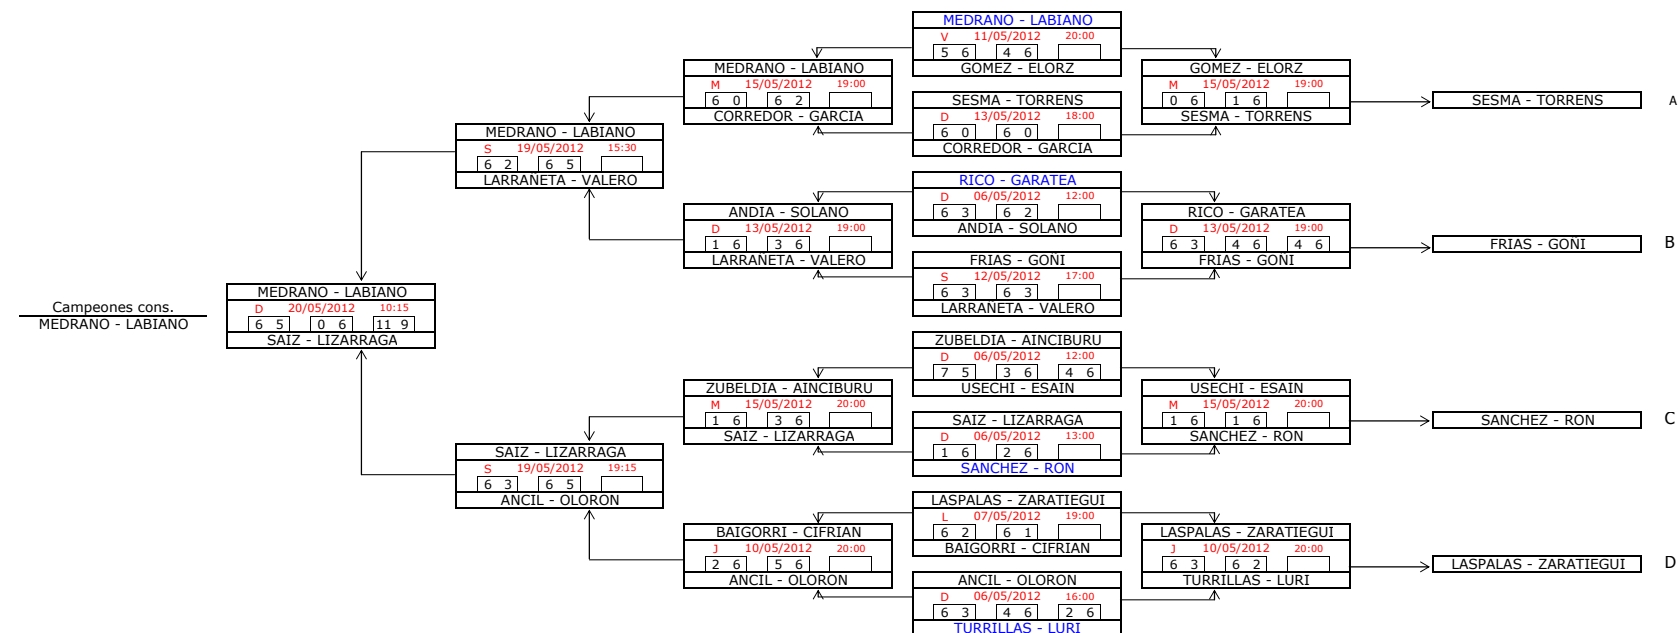 Campeones cons.
MEDRANO - LABIANO
MEDRANO - LABIANO
D 20/05/2012 10:15
6 5 0 6 11 9
SAIZ - LIZARRAGA
MEDRANO - LABIANO
S 19/05/2012 15:30
6 2 6 5
LARRAÑETA - VALERO
SAIZ - LIZARRAGA
S 19/05/2012 19:15
6 3 6 5
ANCIL - OLORON
MEDRANO - LABIANO
M 15/05/2012 19:00
6 0 6 2
CORREDOR - GARCIA
ANDIA - SOLANO
D 13/05/2012 19:00
1 6 3 6
LARRAÑETA - VALERO
ZUBELDIA - AINCIBURU
M 15/05/2012 20:00
1 6 3 6
SAIZ - LIZARRAGA
BAIGORRI - CIFRIAN
J 10/05/2012 20:00
2 6 5 6
ANCIL - OLORON
MEDRANO - LABIANO
V 11/05/2012 20:00
5 6 4 6
GOMEZ - ELORZ
SESMA - TORRENS
D 13/05/2012 18:00
6 0 6 0
CORREDOR - GARCIA
RICO - GARATEA
D 06/05/2012 12:00
6 3 6 2
ANDIA - SOLANO
FRIAS - GOÑI
S 12/05/2012 17:00
6 3 6 3
LARRAÑETA - VALERO
ZUBELDIA - AINCIBURU
D 06/05/2012 12:00
7 5 3 6 4 6
USECHI - ESAIN
SAIZ - LIZARRAGA
D 06/05/2012 13:00
1 6 2 6
SANCHEZ - RON
LASPALAS - ZARATIEGUI
L 07/05/2012 19:00
6 2 6 1
BAIGORRI - CIFRIAN
ANCIL - OLORON
D 06/05/2012 16:00
6 3 4 6 2 6
TURRILLAS - LURI
GOMEZ - ELORZ
M 15/05/2012 19:00
0 6 1 6
SESMA - TORRENS
RICO - GARATEA
D 13/05/2012 19:00
6 3 4 6 4 6
FRIAS - GOÑI
USECHI - ESAIN
M 15/05/2012 20:00
1 6 1 6
SANCHEZ - RON
LASPALAS - ZARATIEGUI
J 10/05/2012 20:00
6 3 6 2
TURRILLAS - LURI
SESMA - TORRENS A
FRIAS - GOÑI B
SANCHEZ - RON C
LASPALAS - ZARATIEGUI D